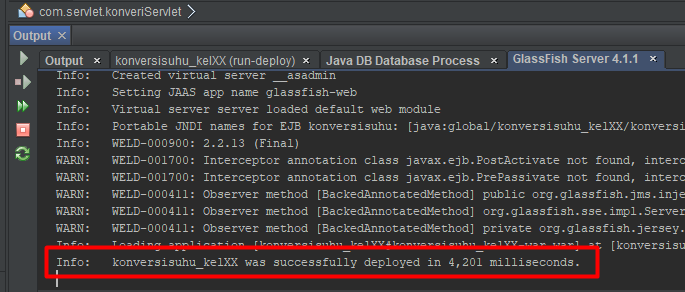 com.servlet.konveriServlet
Output
Output konversisuhu_kelXX (run-deploy) Java DB Database Process GlassFish Server 4.1.1
Info: Created virtual server __asadmin
Info: Setting JAAS app name glassfish-web
Info: Virtual server server loaded default web module
Info: Portable JNDI names for EJB konversisuhu: [java:global/konversisuhu_kelXX/konversi
Info: WELD-000900: 2.2.13 (Final)
WARN: WELD-001700: Interceptor annotation class javax.ejb.PostActivate not found, interc
WARN: WELD-001700: Interceptor annotation class javax.ejb.PrePassivate not found, interc
WARN: WELD-000411: Observer method [BackedAnnotatedMethod] public org.glassfish.jms.inje
WARN: WELD-000411: Observer method [BackedAnnotatedMethod] org.glassfish.sse.impl.Server
WARN: WELD-000411: Observer method [BackedAnnotatedMethod] private org.glassfish.jersey.
Info: Loading application [konversisuhu_kelXX#konversisuhu_kelXX-war.war] at [konversisu
Info: konversisuhu_kelXX was successfully deployed in 4,201 milliseconds.